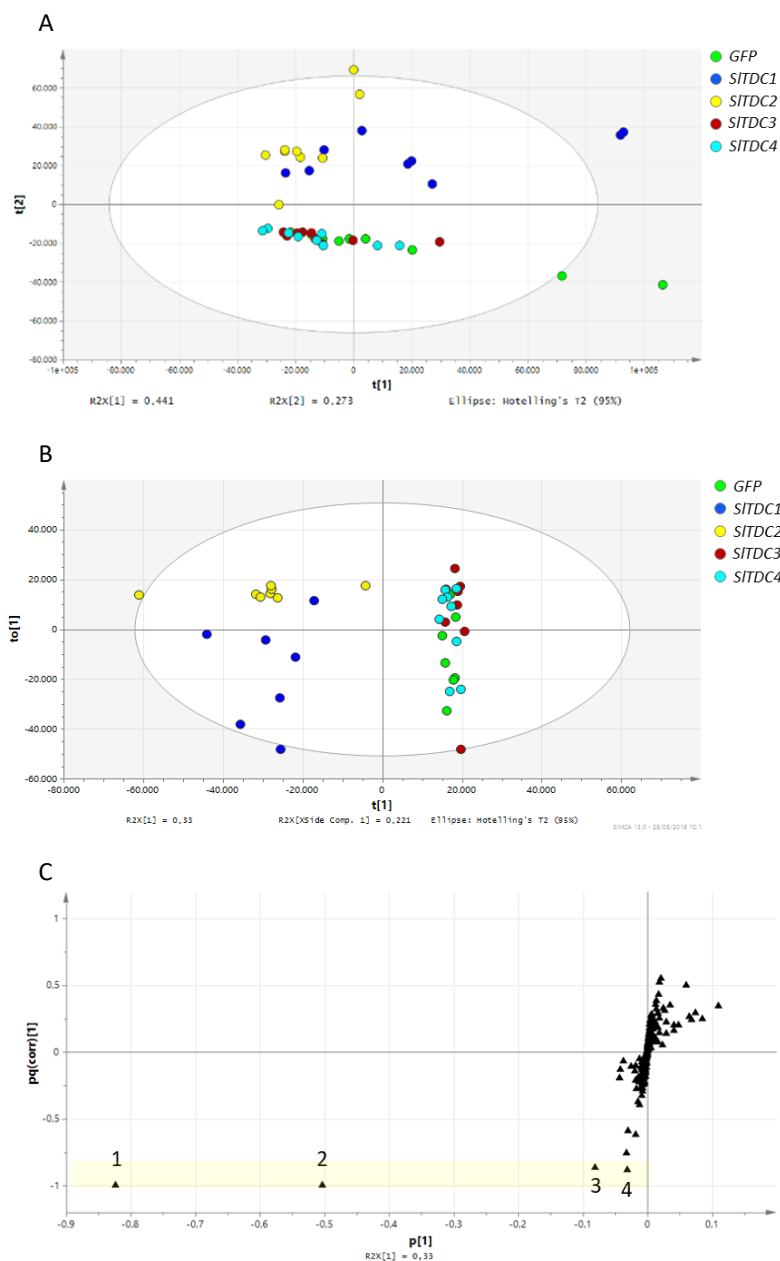 A
GFP
SlTDC1
SlTDC2
SlTDC3
SlTDC4
60.000
40.000
20.000
0
-20.000
-40.000
-60.000
-80.000
t[2]
-1e+005 -80.000 -60.000 -40.000 -20.000 0 20.000 40.000 60.000 80.000 1e+005
t[1]
R2X[1] = 0,441 R2X[2] = 0,273 Ellipse: Hotelling's T2 (95%)
B
GFP
SlTDC1
SlTDC2
SlTDC3
SlTDC4
40.000
20.000
0
-20.000
-40.000
-60.000
to[1]
-80.000 -60.000 -40.000 -20.000 0 20.000 40.000 60.000
t[1]
R2X[1] = 0,33 R2X[XSide Comp. 1] = 0,221 Ellipse: Hotelling's T2 (95%)
C
1
0.5
0
-0.5
-1
pq(corr)[1]
1 2 3 4
-0.9 -0.8 -0.7 -0.6 -0.5 -0.4 -0.3 -0.2 -0.1 0 0.1
p[1]
R2X[1] = 0,33